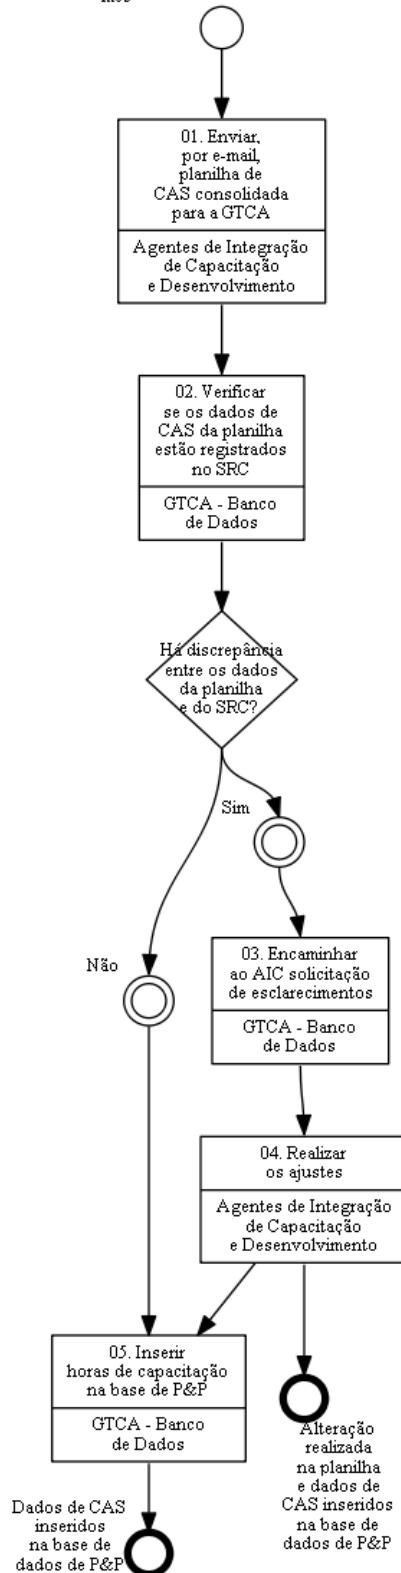 01. Enviar,
por e-mail,
planilha de
CAS consolidada
para a GTCA
Agentes de Integração
de Capacitação
e Desenvolvimento
02. Verificar
se os dados de
CAS da planilha
estão registrados
no SRC
GTCA - Banco
de Dados
Há discrepância
entre os dados
da planilha
e do SRC?
Sim
Não
03. Encaminhar
ao AIC solicitação
de esclarecimentos
GTCA - Banco
de Dados
04. Realizar
os ajustes
Agentes de Integração
de Capacitação
e Desenvolvimento
05. Inserir
horas de capacitação
na base de P&P
GTCA - Banco
de Dados
Alteração
realizada
na planilha
e dados de
CAS inseridos
na base de
dados de P&P
Dados de CAS
inseridos
na base de
dados de P&P